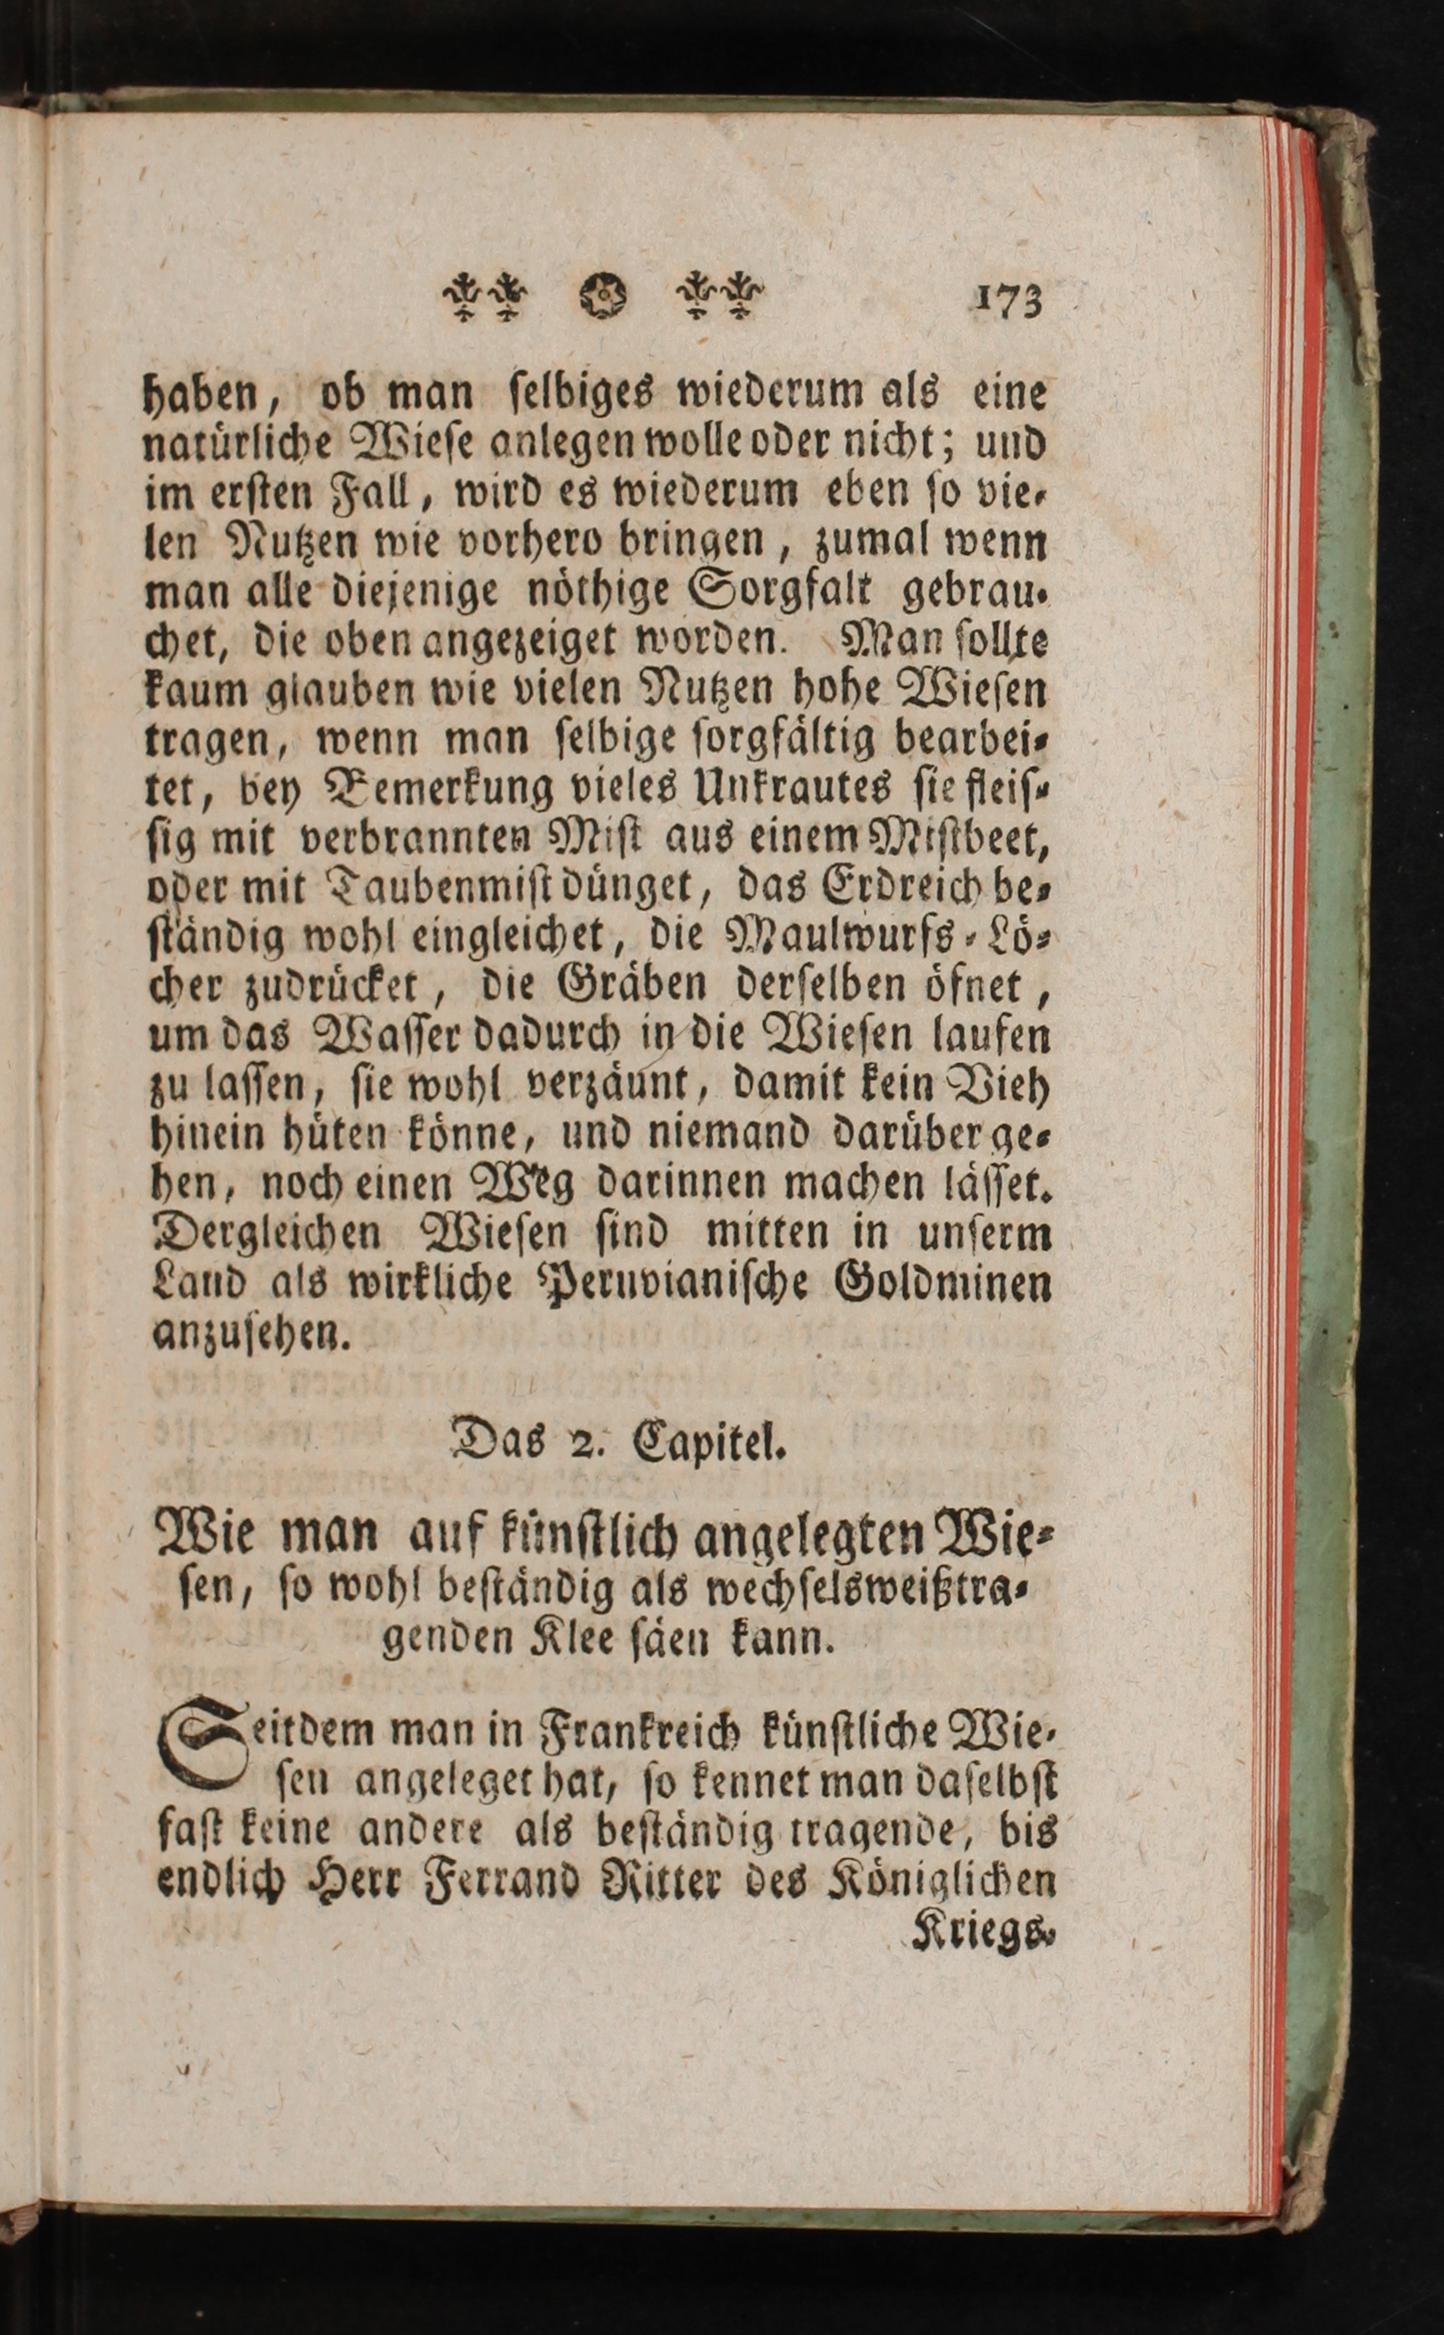 173
haben, ob man ſelbiges wiederum als eine
natürliche Wieſe anlegen wolle oder nicht; und
im erſten Fall, wird es wiederum eben ſo vie-
len Nutzen wie vorhero bringen, zumal wenn
man alle diejenige nöthige Sorgfalt gebrau-
chet, die oben angezeiget worden. Man ſollte
kaum glauben wie vielen Nutzen hohe Wieſen
tragen, wenn man ſelbige ſorgfältig bearbei-
tet, bey Bemerkung vieles Unkrautes ſie fleiſ-
ſig mit verbrannten Miſt aus einem Miſtbeet,
oder mit Taubenmiſt dünget, das Erdreich be-
ſtändig wohl eingleichet, die Maulwurfs-Lö-
cher zudrücket, die Gräben derſelben öfnet,
um das Waſſer dadurch in die Wieſen laufen
zu laſſen, ſie wohl verzäunt, damit kein Vieh
hinein hüten könne, und niemand darüber ge-
hen, noch einen Weg darinnen machen läſſet.
Dergleichen Wieſen ſind mitten in unſerm
Land als wirkliche Peruvianiſche Goldminen
anzuſehen.
Das 2. Capitel.
Wie man auf künſtlich angelegten Wie-
ſen, ſo wohl beſtändig als wechſelsweißtra-
genden Klee ſäen kann.
Seitdem man in Frankreich künſtliche Wie-
ſen angeleget hat, ſo kennet man daſelbſt
faſt keine andere als beſtändig tragende, bis
endlich Herr Ferrand Ritter des Königlichen
Kriegs-